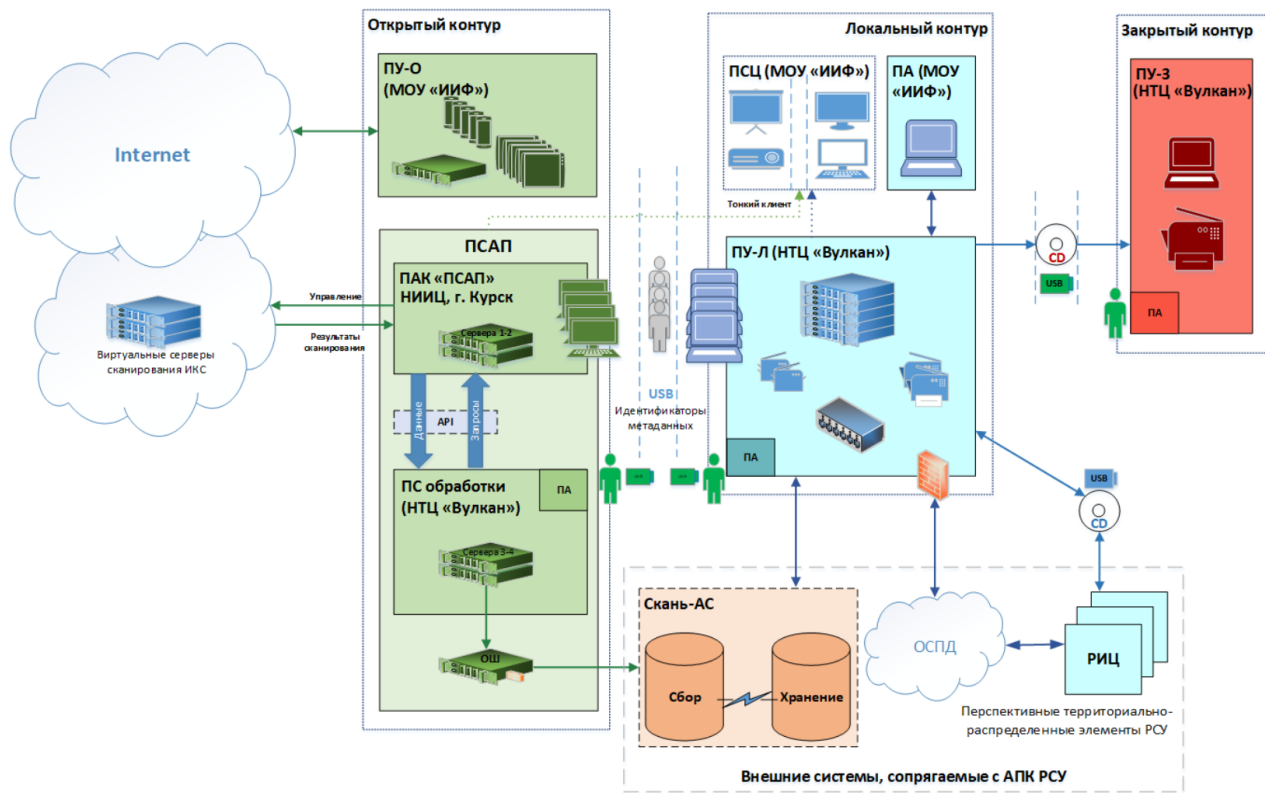 Открытый контур
Локальный контур
Закрытый контур
ПУ-О
(МОУ «ИИФ»)
ПСЦ (МОУ «ИИФ»)
ПА (МОУ
«ИИФ»)
ПУ-З
(НТЦ «Вулкан»)
Internet
Тонкий клиент
ПСАП
ПАК «ПСАП»
НИИЦ, г. Курск
Сервера 1-2
ПУ-Л (НТЦ «Вулкан»)
CD
USB
ПА
Управление
Результаты
сканирования
Виртуальные серверы
сканирования ИКС
Данные
API
Запросы
USB
Идентификаторы
метаданных
ПА
ПС обработки
(НТЦ «Вулкан»)
ПА
Сервера 3-4
USB
CD
ОШ
Скань-АС
Сбор
Хранение
ОСПД
РИЦ
Перспективные территориально-
распределенные элементы РСУ
Внешние системы, сопрягаемые с АПК РСУ